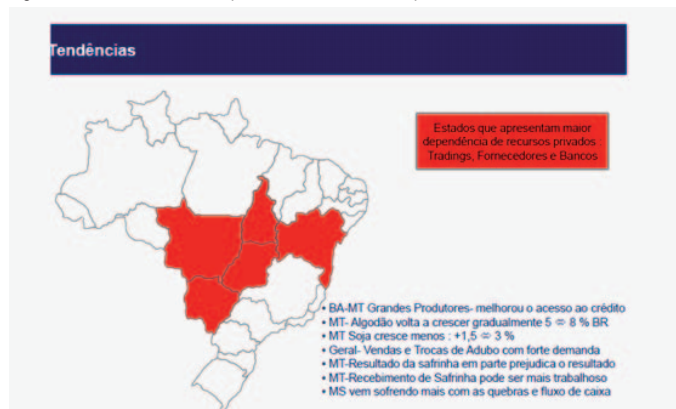 Tendências
Estados que apresentam maior
dependência de recursos privados :
Tradings, Fornecedores e Bancos
• BA-MT Grandes Produtores- melhorou o acesso ao crédito
• MT- Algodão volta a crescer gradualmente 5 ⇔ 8 % BR
• MT Soja cresce menos : +1,5 ⇔ 3 %
• Geral- Vendas e Trocas de Adubo com forte demanda
• MT-Resultado da safrinha em parte prejudica o resultado
• MT-Recebimento de Safrinha pode ser mais trabalhoso
• MS vem sofrendo mais com as quebras e fluxo de caixa